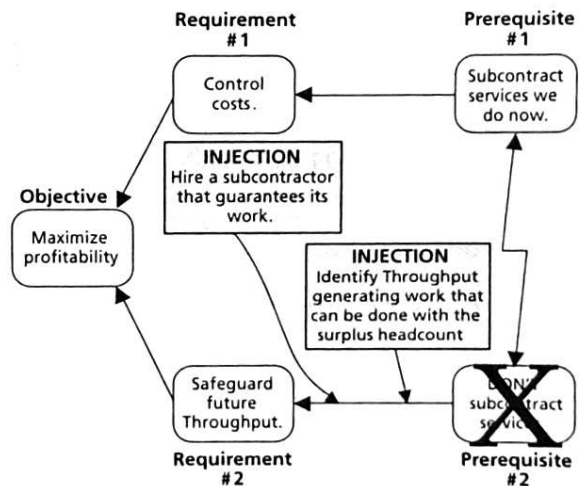 Requirement
#1
Prerequisite
#1
Control
costs.
Subcontract
services we
do now.
INJECTION
Hire a subcontractor
that guarantees its
work.
Objective
Maximize
profitability
INJECTION
Identify Throughput
generating work that
can be done with the
surplus headcount
Safeguard
future
Throughput.
DON'T
subcontract
Requirement
#2
Prerequisite
#2